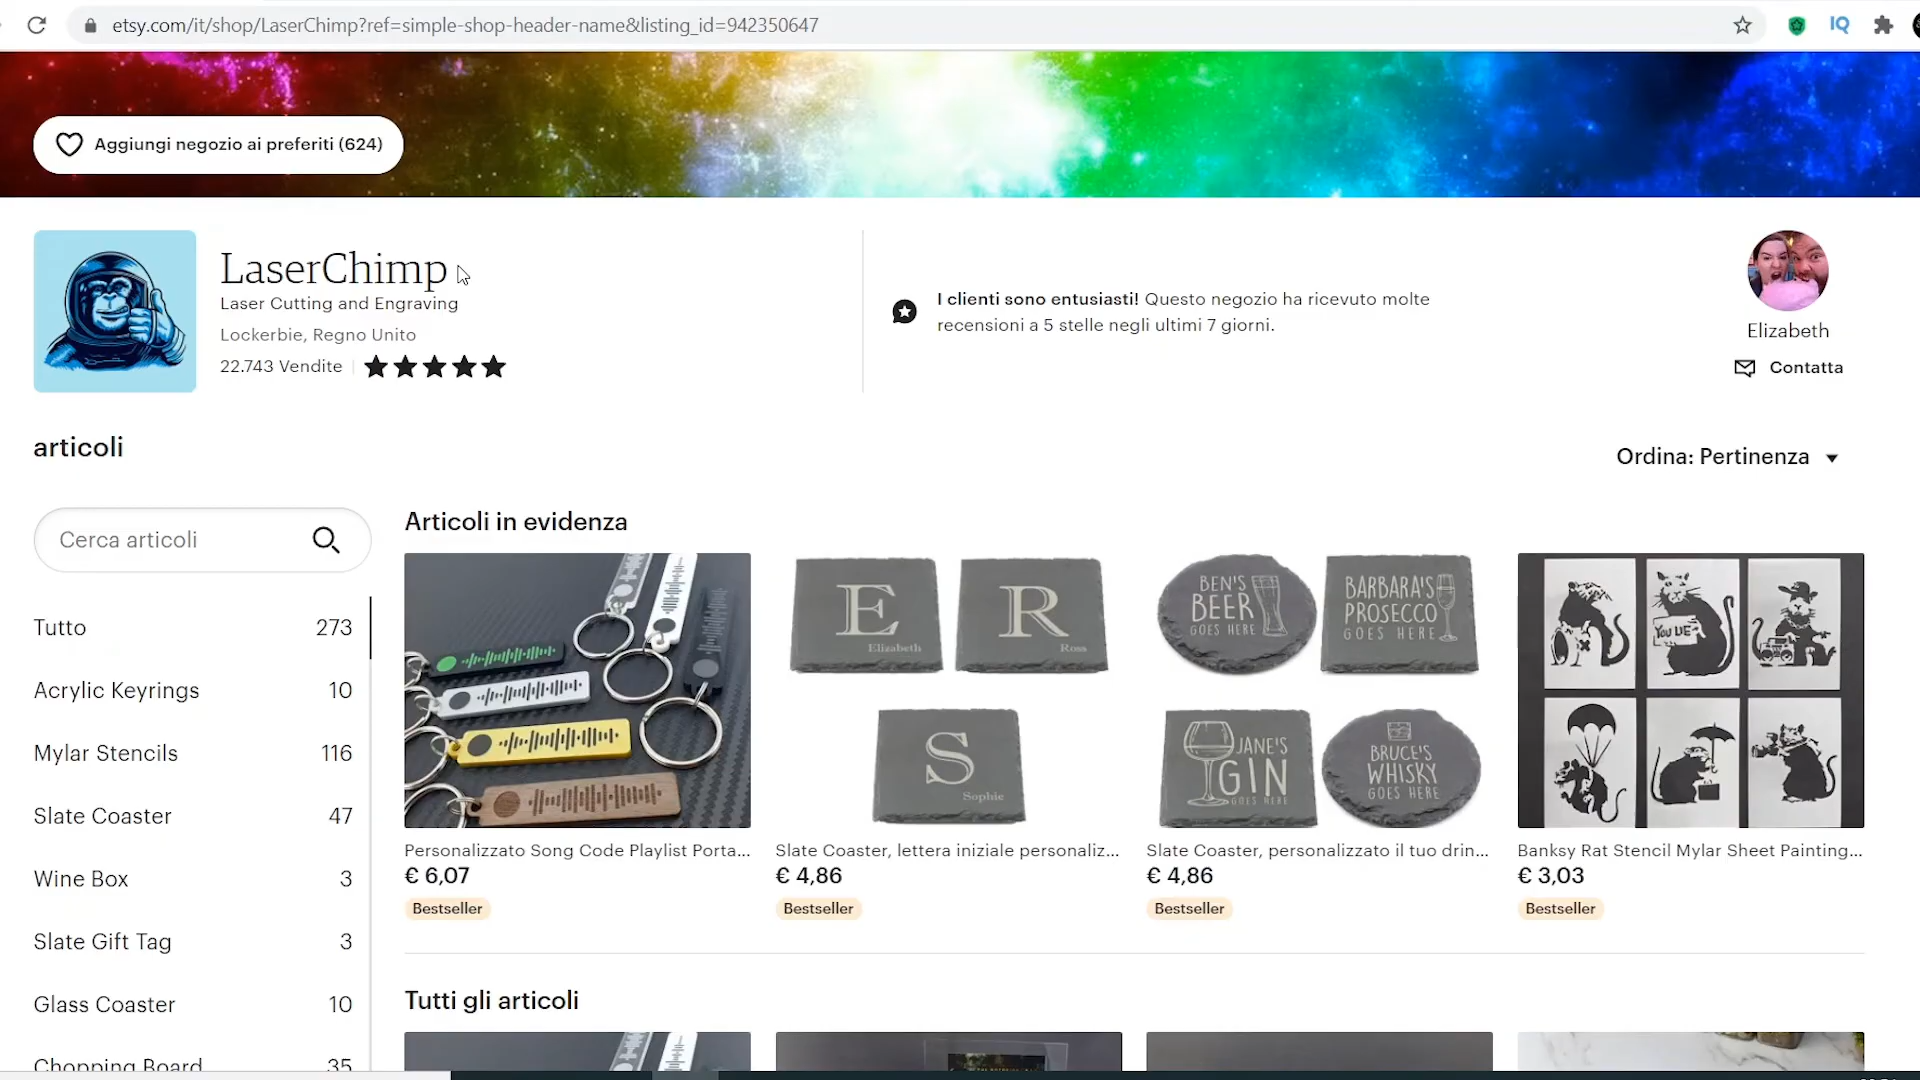 etsy.com/it/shop/LaserChimp?ref=simple-shop-header-name&listing_id=942350647
IQ
Aggiungi negozio ai preferiti (624)
LaserChimp
Laser Cutting and Engraving
Lockerbie, Regno Unito
22.743 Vendite
I clienti sono entusiasti! Questo negozio ha ricevuto molte
recensioni a 5 stelle negli ultimi 7 giorni.
Elizabeth
Contatta
articoli
Ordina: Pertinenza
Cerca articoli
Tutto 273
Acrylic Keyrings 10
Mylar Stencils 116
Slate Coaster 47
Wine Box 3
Slate Gift Tag 3
Glass Coaster 10
Chopping Board 35
Articoli in evidenza
E
Elizabeth
R
Ross
S
Sophie
BEN'S
BEER
GOES HERE
BARBARA'S
PROSECCO
GOES HERE
JANE'S
GIN
GOES HERE
BRUCE'S
WHISKY
GOES HERE
YOU LIE
Personalizzato Song Code Playlist Porta...
€ 6,07
Bestseller
Slate Coaster, lettera iniziale personaliz...
€ 4,86
Bestseller
Slate Coaster, personalizzato il tuo drin...
€ 4,86
Bestseller
Banksy Rat Stencil Mylar Sheet Painting...
€ 3,03
Bestseller
Tutti gli articoli